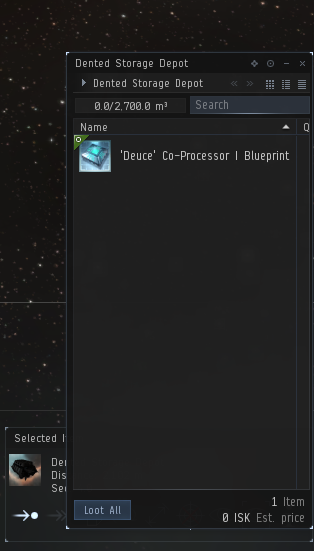 Dented Storage Depot
Dented Storage Depot
0.0/2,700.0 m³
Search
Name
Q
'Deuce' Co-Processor I Blueprint
Selected I
Der
Dis
Sec
Loot All
1 Item
0 ISK Est. price